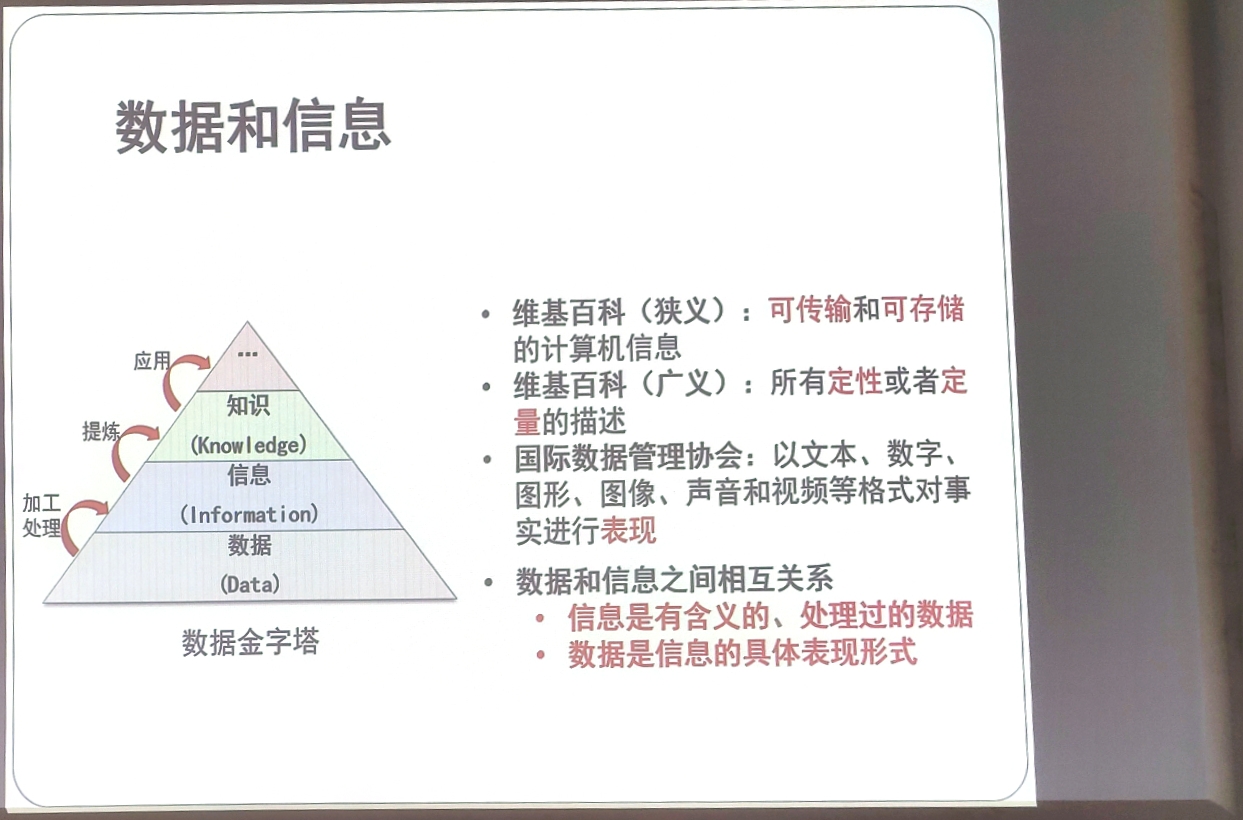 数据和信息
...
应用
知识
(Knowledge)
提炼
信息
(Information)
加工
处理
数据
(Data)
数据金字塔
• 维基百科（狭义）：可传输和可存储
的计算机信息
• 维基百科（广义）：所有定性或者定
量的描述
• 国际数据管理协会：以文本、数字、
图形、图像、声音和视频等格式对事
实进行表现
• 数据和信息之间相互关系
• 信息是有含义的、处理过的数据
• 数据是信息的具体表现形式